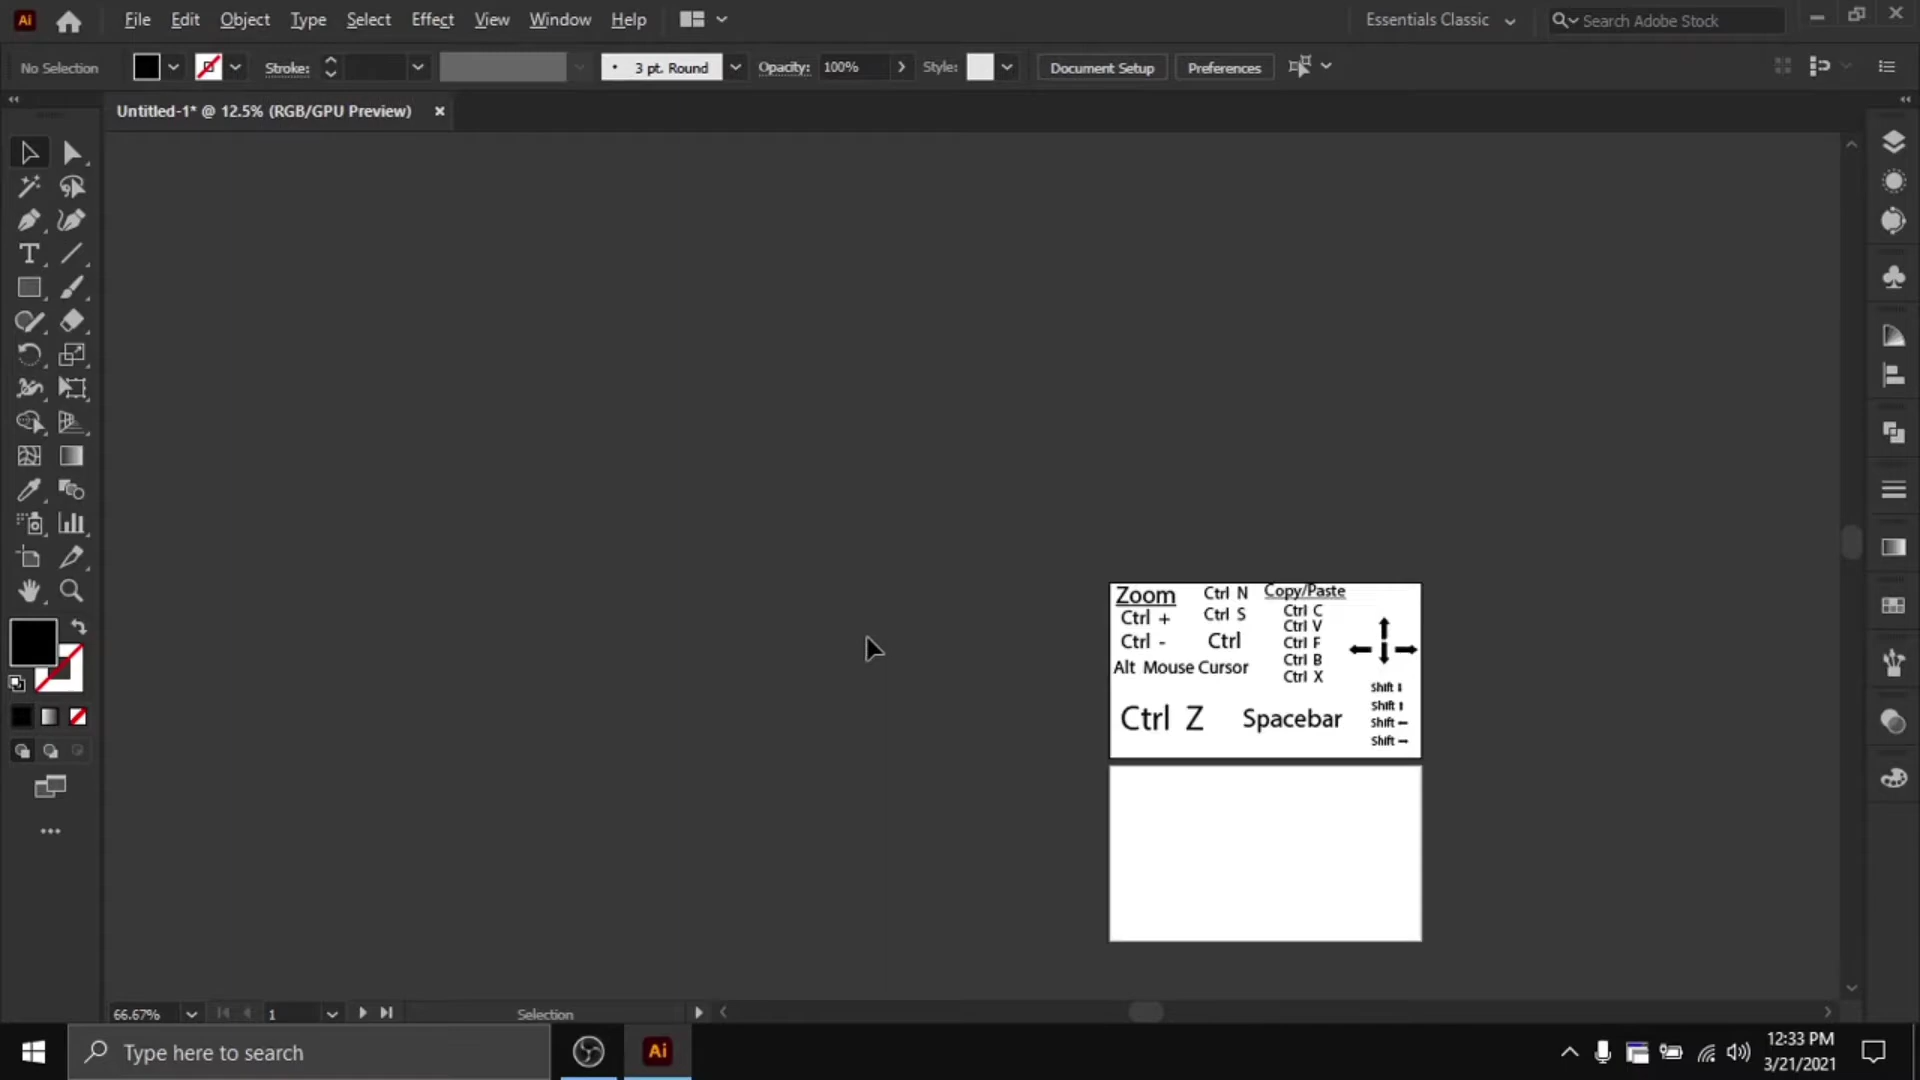 Ai File Edit Object Type Select Effect View Window Help Essentials Classic Search Adobe Stock
No Selection Stroke: 3 pt. Round Opacity: 100% Style: Document Setup Preferences
Untitled-1* @ 12.5% (RGB/GPU Preview)
Zoom
Ctrl +
Ctrl -
Alt Mouse Cursor
Ctrl N
Ctrl S
Ctrl
Copy/Paste
Ctrl C
Ctrl V
Ctrl F
Ctrl B
Ctrl X
Shift
Shift
Shift
Shift
Ctrl Z
Spacebar
66.67% 1 Selection
Type here to search
Ai
12:33 PM
3/21/2021